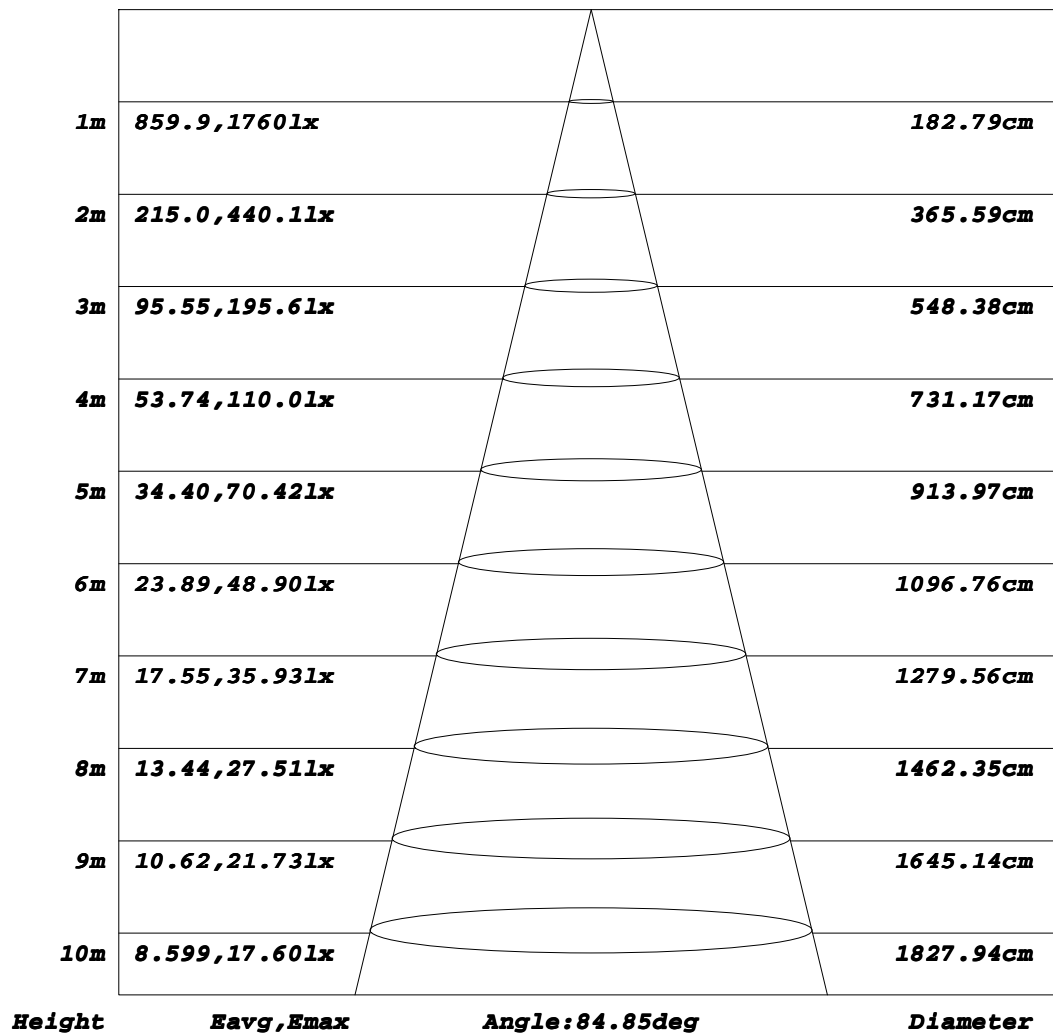 1m 859.9,1760lx 182.79cm
2m 215.0,440.1lx 365.59cm
3m 95.55,195.6lx 548.38cm
4m 53.74,110.0lx 731.17cm
5m 34.40,70.42lx 913.97cm
6m 23.89,48.90lx 1096.76cm
7m 17.55,35.93lx 1279.56cm
8m 13.44,27.51lx 1462.35cm
9m 10.62,21.73lx 1645.14cm
10m 8.599,17.60lx 1827.94cm
Height Eavg,Emax Angle:84.85deg Diameter